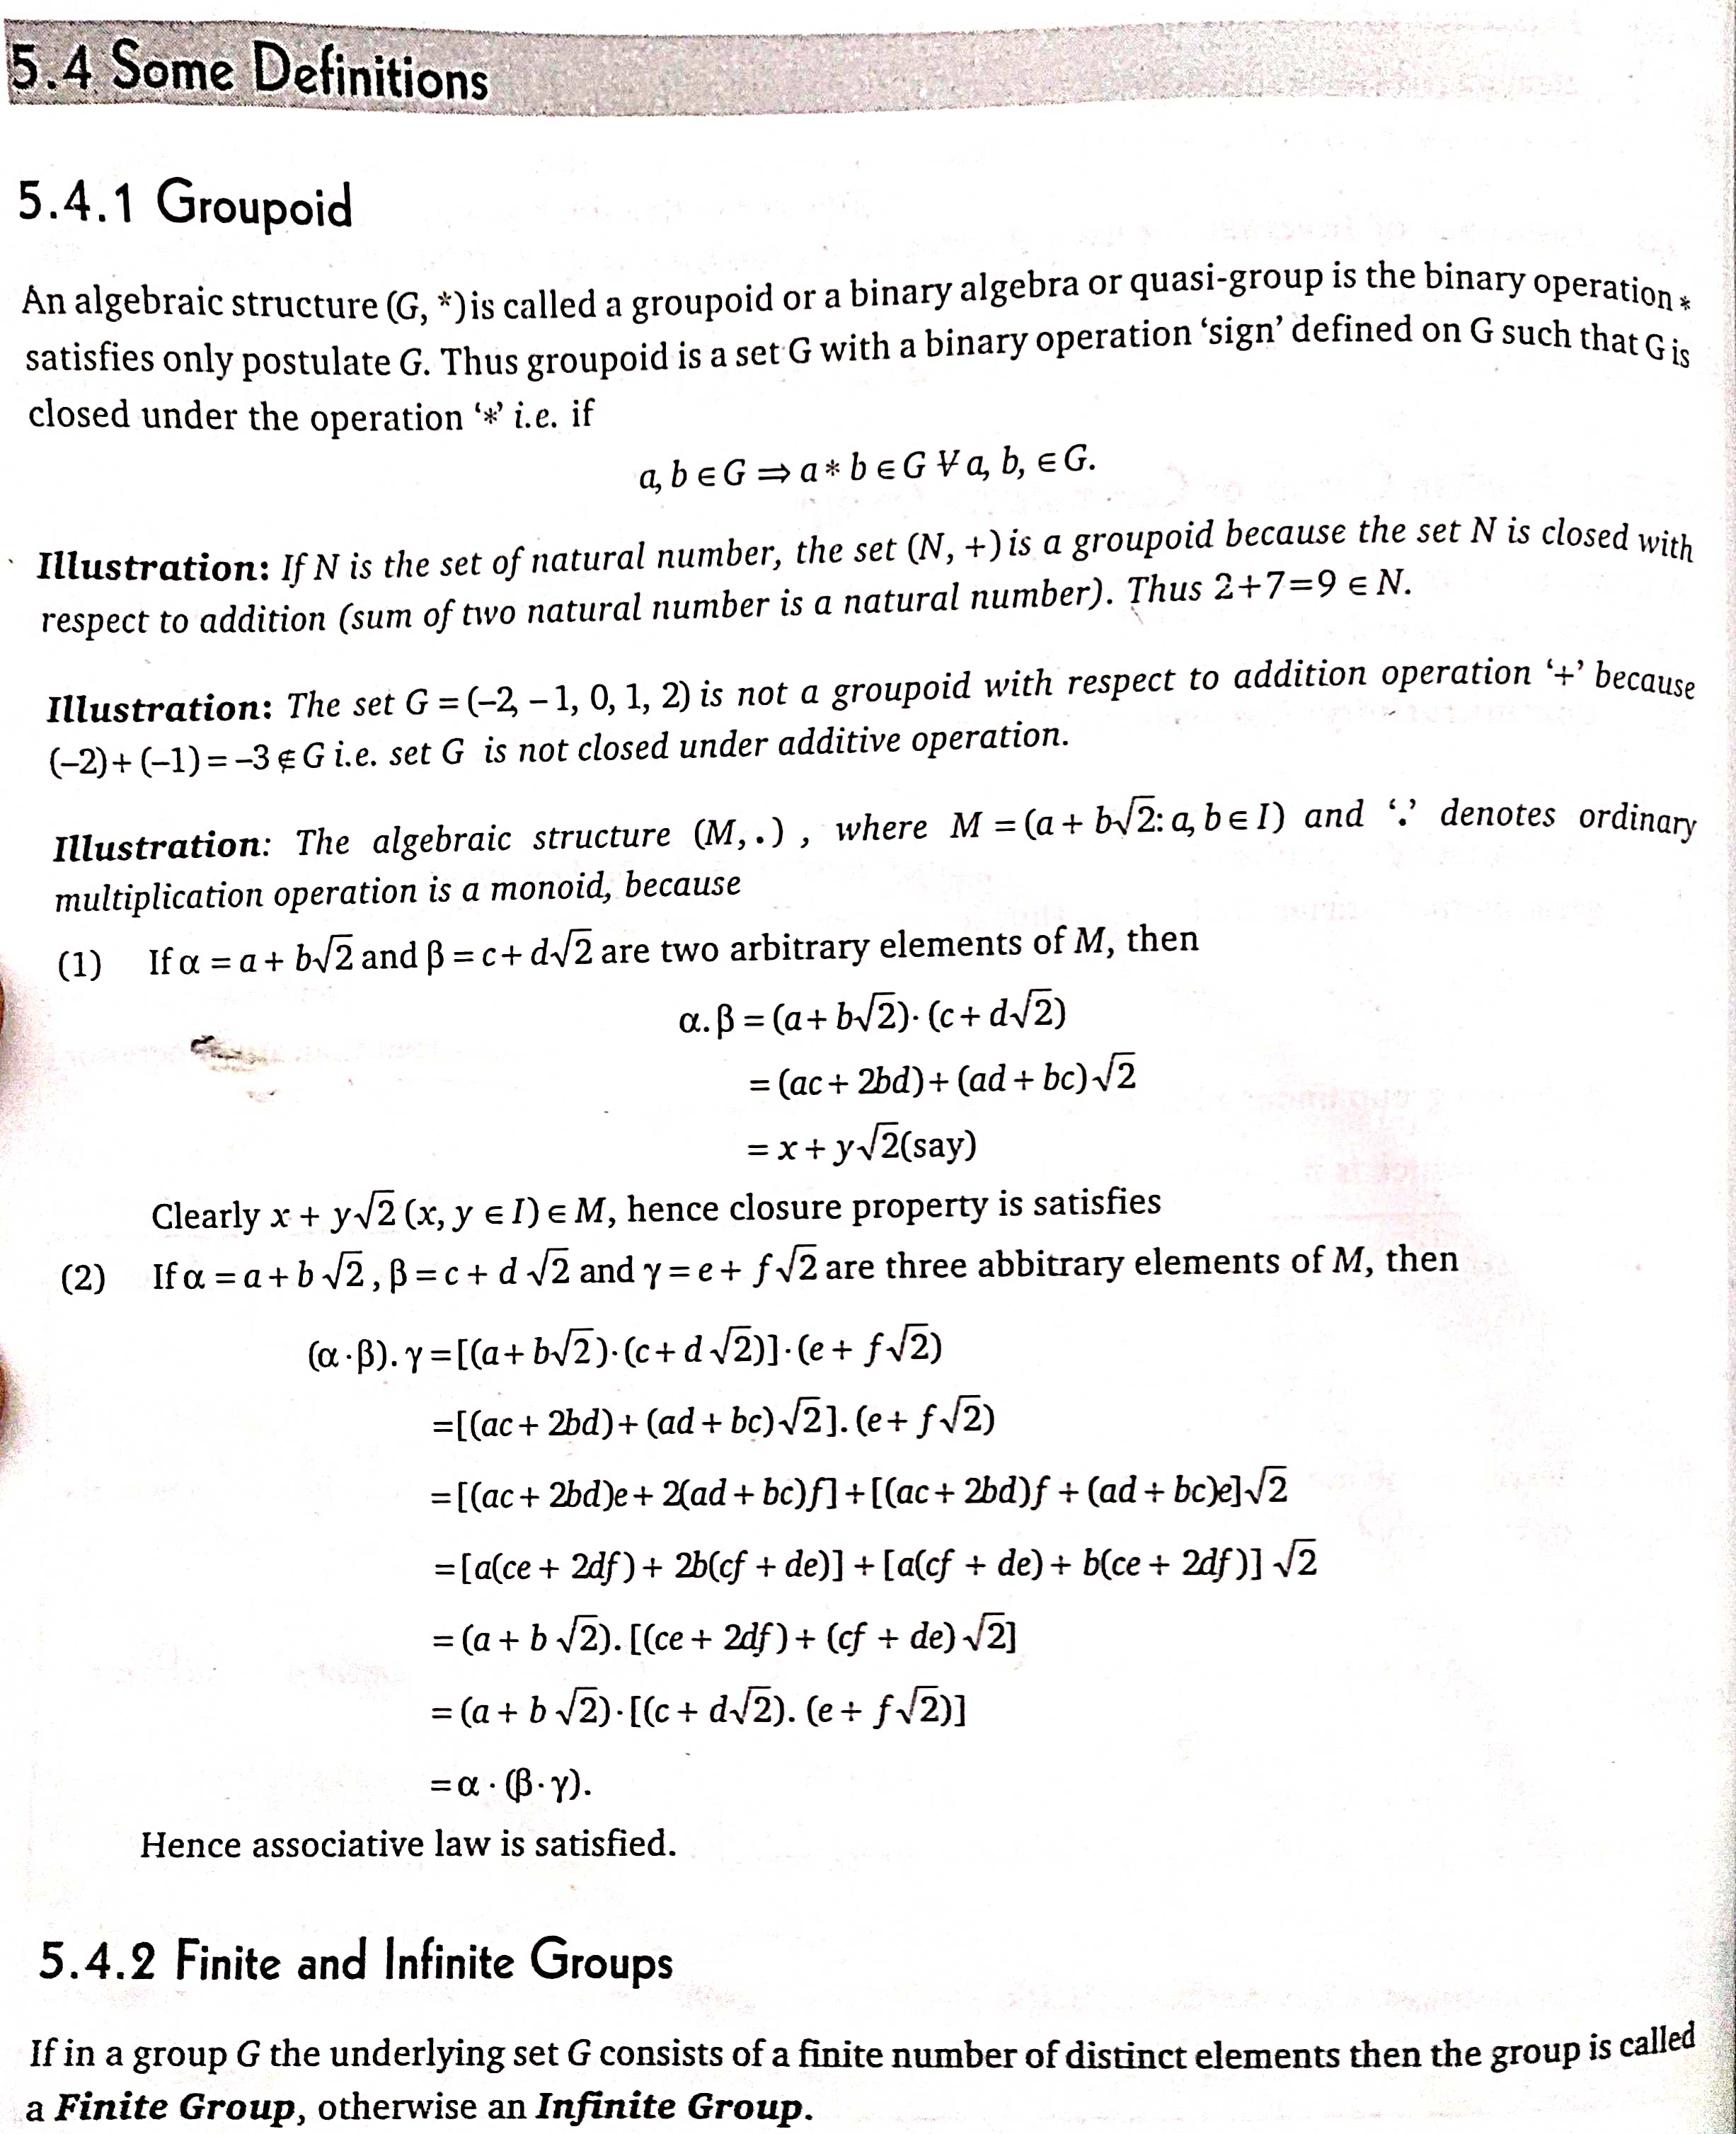 5.4 Some Definitions
5.4.1 Groupoid
An algebraic structure (G, *) is called a groupoid or a binary algebra or quasi-group is the binary operation *
satisfies only postulate G. Thus groupoid is a set G with a binary operation ‘sign’ defined on G such that G is
closed under the operation ‘*’ i.e. if
a, b ∈ G ⇒ a * b ∈ G ∀ a, b, ∈ G.
Illustration: If N is the set of natural number, the set (N, +) is a groupoid because the set N is closed with
respect to addition (sum of two natural number is a natural number). Thus 2+7=9 ∈ N.
Illustration: The set G = (–2, – 1, 0, 1, 2) is not a groupoid with respect to addition operation ‘+’ because
(–2) + (–1) = –3 ∉ G i.e. set G is not closed under additive operation.
Illustration: The algebraic structure (M, .) , where M = (a + b√2: a, b ∈ I) and ‘.’ denotes ordinary
multiplication operation is a monoid, because
(1) If α = a + b√2 and β = c + d√2 are two arbitrary elements of M, then
α.β = (a + b√2)· (c + d√2)
= (ac + 2bd) + (ad + bc)√2
= x + y√2(say)
Clearly x + y√2 (x, y ∈ I) ∈ M, hence closure property is satisfies
(2) If α = a + b √2 , β = c + d √2 and γ = e + f√2 are three abbitrary elements of M, then
(α ·β). γ = [(a + b√2)· (c + d √2)]· (e + f√2)
=[(ac + 2bd) + (ad + bc)√2]. (e + f√2)
= [(ac + 2bd)e + 2(ad + bc)f] + [(ac + 2bd)f + (ad + bc)e]√2
= [a(ce + 2df) + 2b(cf + de)] + [a(cf + de) + b(ce + 2df)] √2
= (a + b √2). [(ce + 2df) + (cf + de) √2]
= (a + b √2)· [(c + d√2). (e + f√2)]
= α · (β·γ).
Hence associative law is satisfied.
5.4.2 Finite and Infinite Groups
If in a group G the underlying set G consists of a finite number of distinct elements then the group is called
a Finite Group, otherwise an Infinite Group.